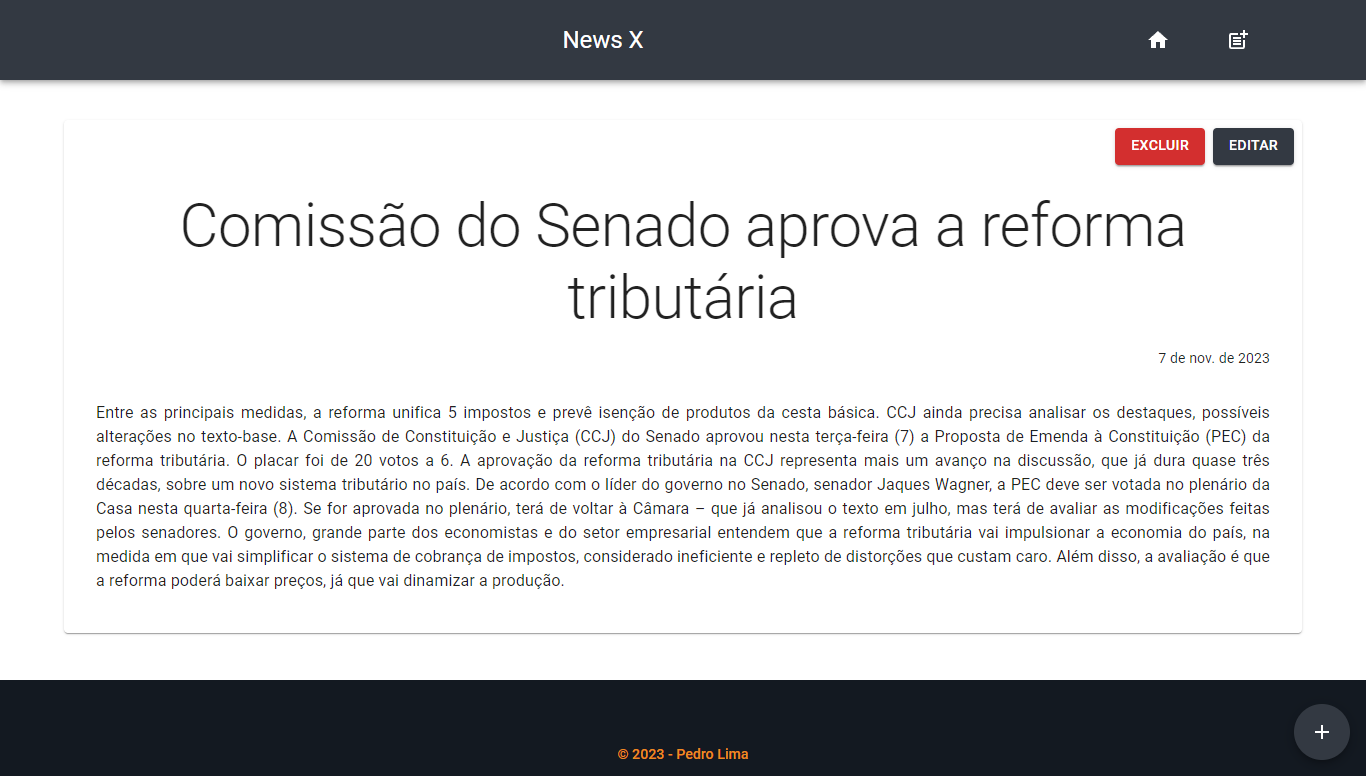 News X
EXCLUIR
EDITAR
Comissão do Senado aprova a reforma
tributária
7 de nov. de 2023
Entre as principais medidas, a reforma unifica 5 impostos e prevê isenção de produtos da cesta básica. CCJ ainda precisa analisar os destaques, possíveis
alterações no texto-base. A Comissão de Constituição e Justiça (CCJ) do Senado aprovou nesta terça-feira (7) a Proposta de Emenda à Constituição (PEC) da
reforma tributária. O placar foi de 20 votos a 6. A aprovação da reforma tributária na CCJ representa mais um avanço na discussão, que já dura quase três
décadas, sobre um novo sistema tributário no país. De acordo com o líder do governo no Senado, senador Jaques Wagner, a PEC deve ser votada no plenário da
Casa nesta quarta-feira (8). Se for aprovada no plenário, terá de voltar à Câmara – que já analisou o texto em julho, mas terá de avaliar as modificações feitas
pelos senadores. O governo, grande parte dos economistas e do setor empresarial entendem que a reforma tributária vai impulsionar a economia do país, na
medida em que vai simplificar o sistema de cobrança de impostos, considerado ineficiente e repleto de distorções que custam caro. Além disso, a avaliação é que
a reforma poderá baixar preços, já que vai dinamizar a produção.
© 2023 - Pedro Lima